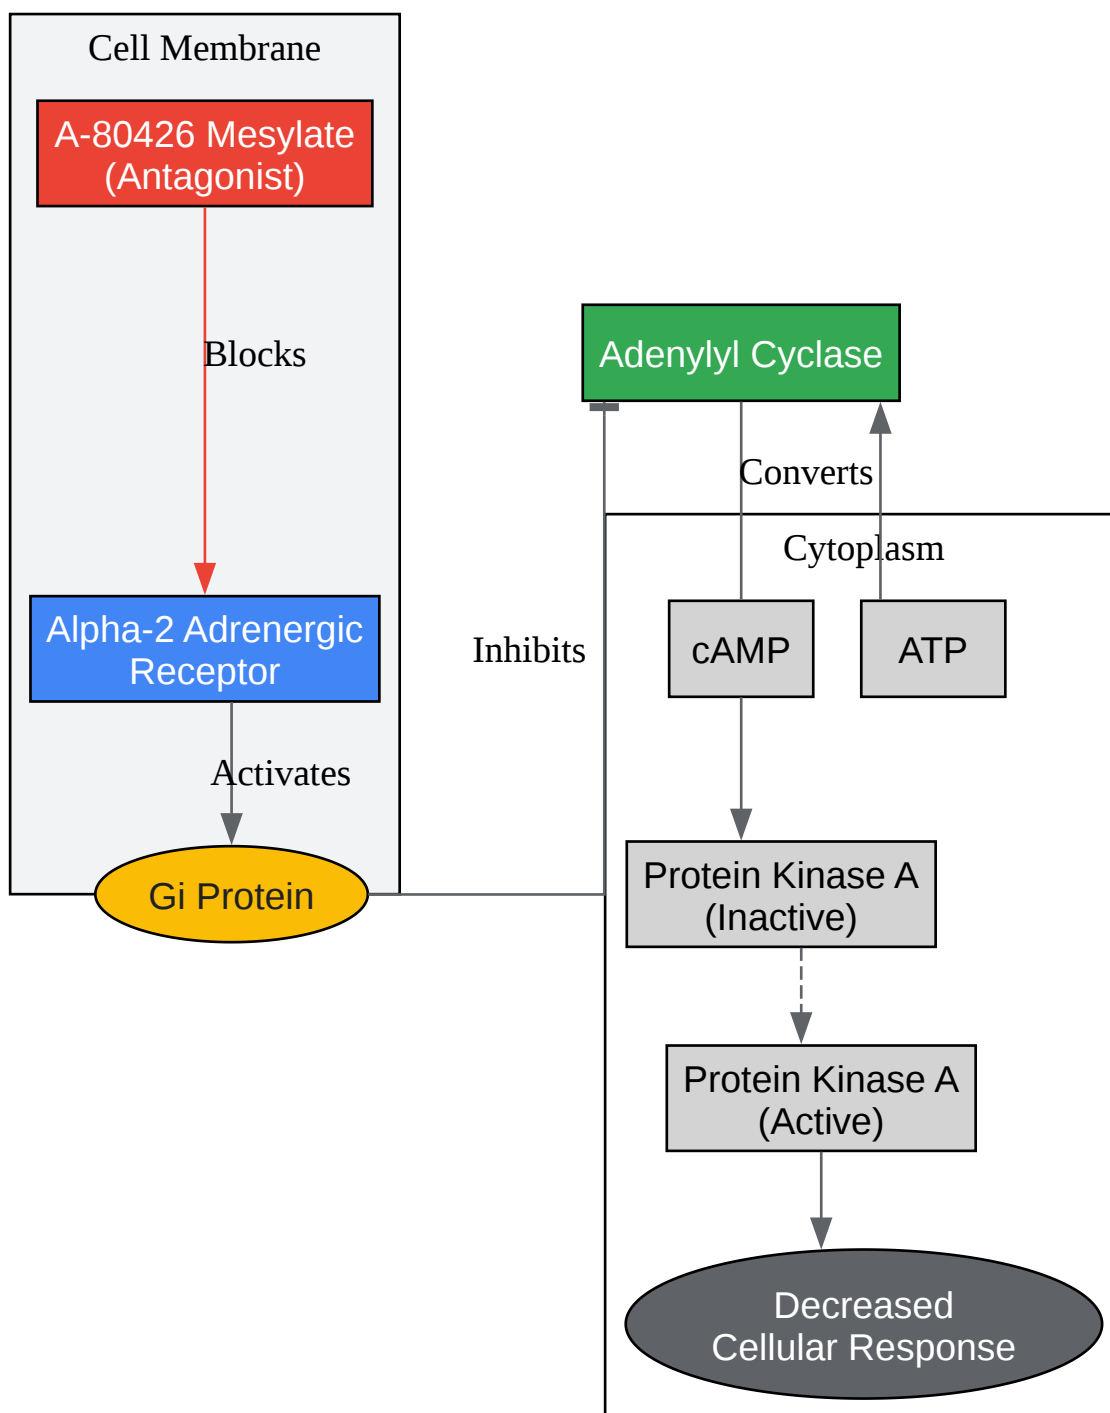 Cell Membrane
A-80426 Mesylate
(Antagonist)
Blocks
Adenylyl Cyclase
Converts
Cytoplasm
Alpha-2 Adrenergic
Receptor
Inhibits
cAMP
ATP
Activates
Gi Protein
Protein Kinase A
(Inactive)
Protein Kinase A
(Active)
Decreased
Cellular Response